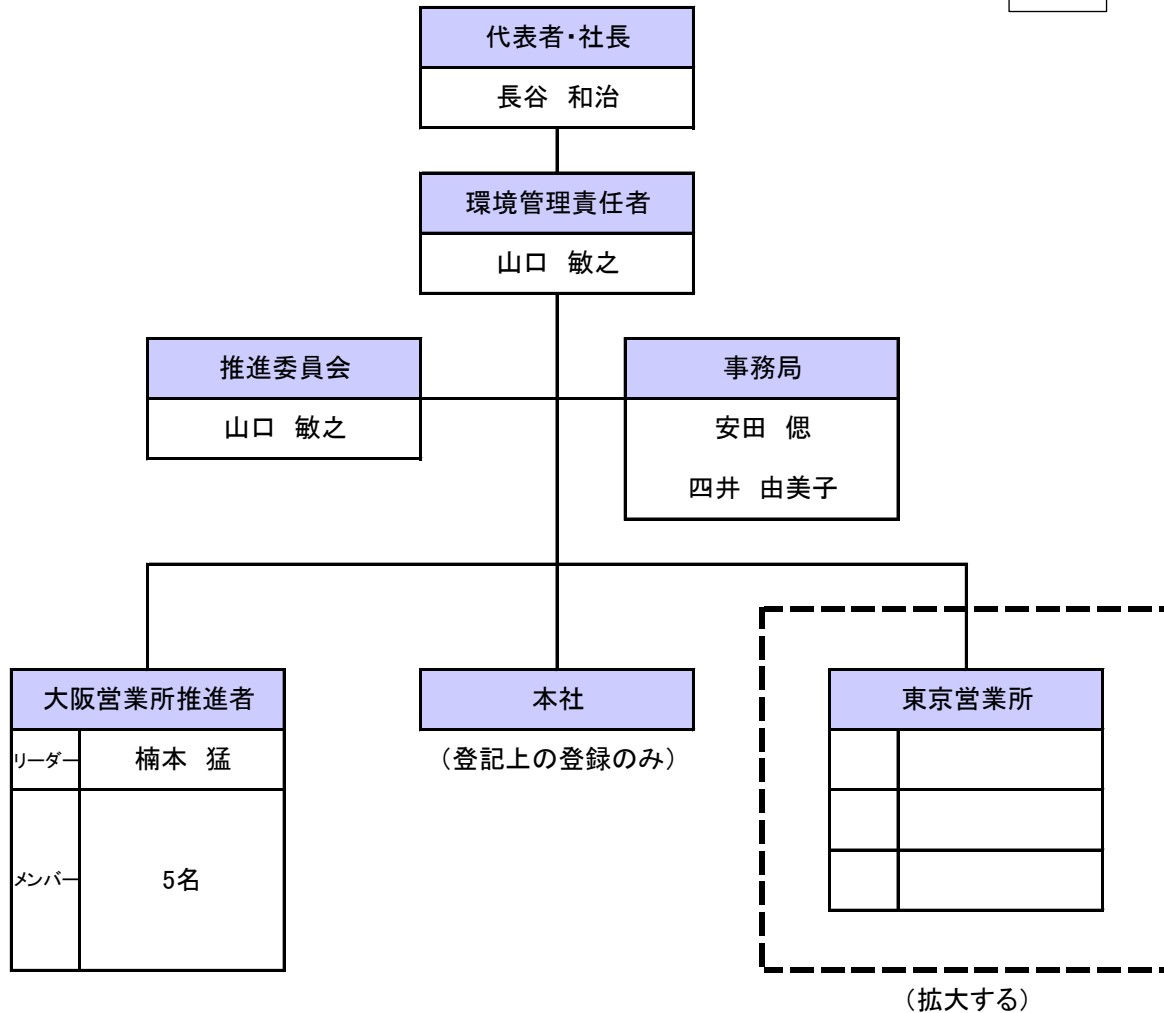 代表者・社長
長谷 和治
環境管理責任者
山口 敏之
推進委員会
山口 敏之
事務局
安田 偲
四井 由美子
大阪営業所推進者
リーダー 楠本 猛
メンバー 5名
本社
（登記上の登録のみ）
東京営業所
（拡大する）